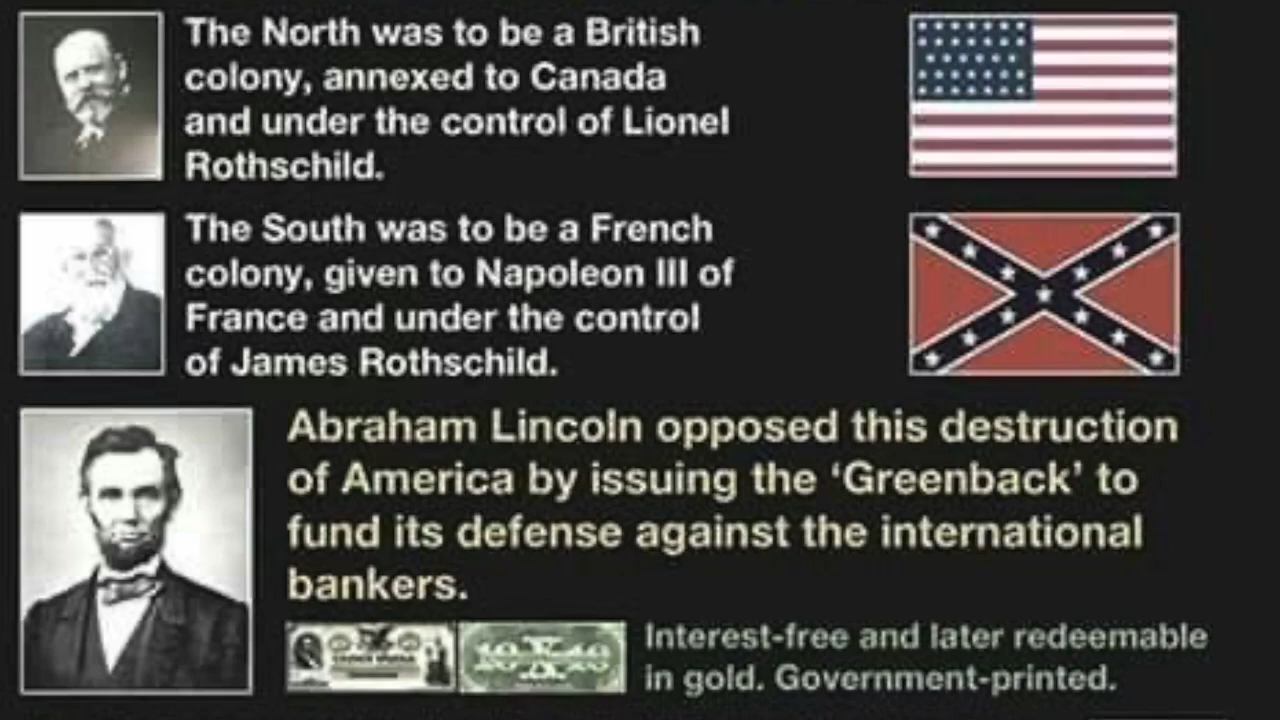 The North was to be a British
colony, annexed to Canada
and under the control of Lionel
Rothschild.
The South was to be a French
colony, given to Napoleon III of
France and under the control
of James Rothschild.
Abraham Lincoln opposed this destruction
of America by issuing the ‘Greenback’ to
fund its defense against the international
bankers.
Interest-free and later redeemable
in gold. Government-printed.